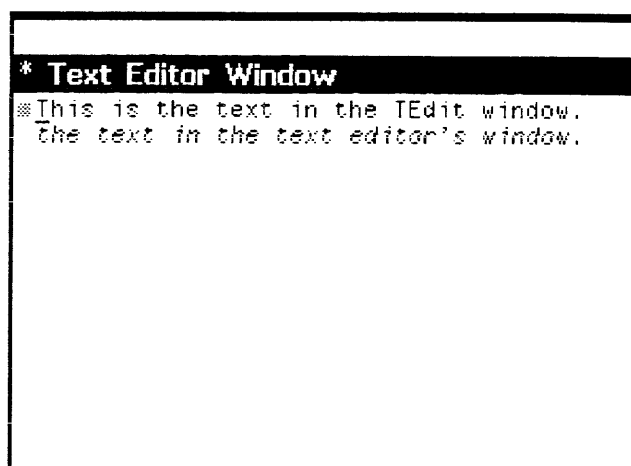 * Text Editor Window
This is the text in the TEdit window.
the text in the text editor's window.